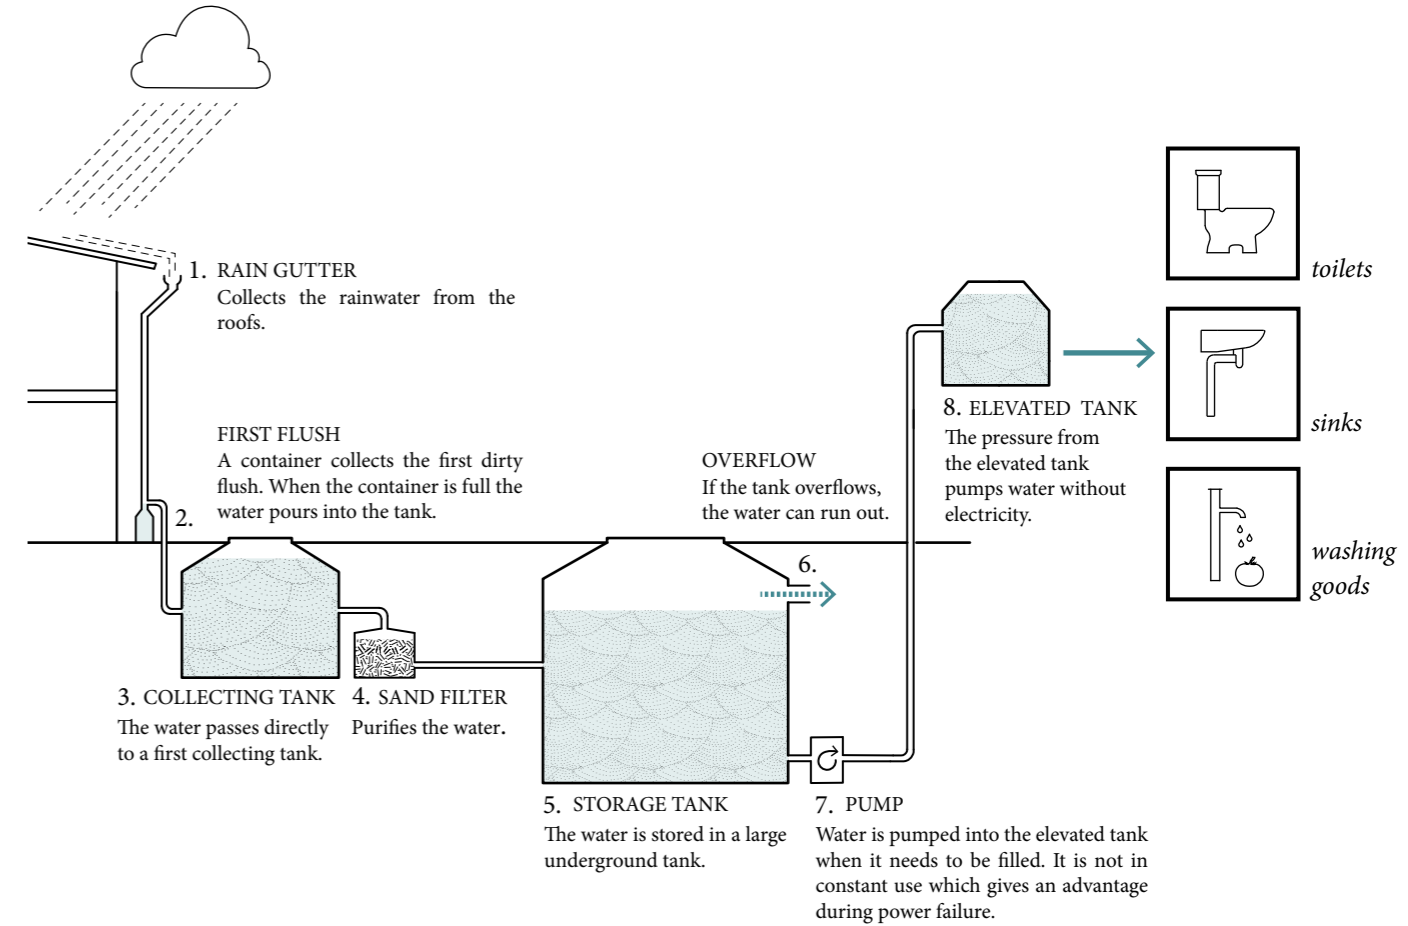 1. RAIN GUTTER
Collects the rainwater from the
roofs.
FIRST FLUSH
A container collects the first dirty
flush. When the container is full the
water pours into the tank.
2.
3. COLLECTING TANK
The water passes directly
to a first collecting tank.
4. SAND FILTER
Purifies the water.
5. STORAGE TANK
The water is stored in a large
underground tank.
OVERFLOW
If the tank overflows,
the water can run out.
6.
7. PUMP
Water is pumped into the elevated tank
when it needs to be filled. It is not in
constant use which gives an advantage
during power failure.
8. ELEVATED TANK
The pressure from
the elevated tank
pumps water without
electricity.
toilets
sinks
washing
goods